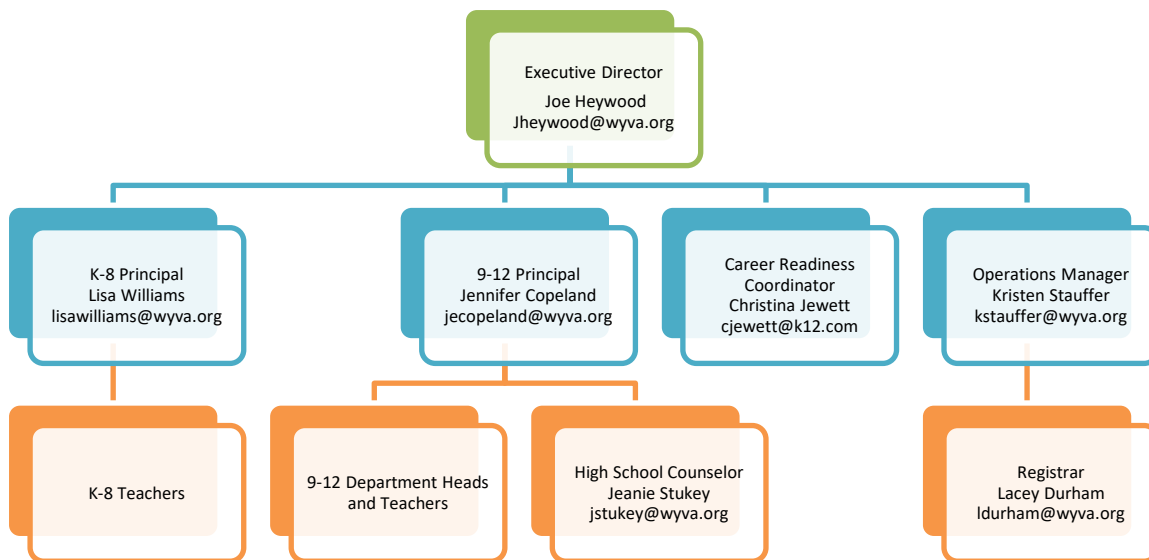 Executive Director
Joe Heywood
Jheywood@wyva.org
K-8 Principal
Lisa Williams
lisawilliams@wyva.org
9-12 Principal
Jennifer Copeland
jecopeland@wyva.org
Career Readiness
Coordinator
Christina Jewett
cjewett@k12.com
Operations Manager
Kristen Stauffer
kstauffer@wyva.org
K-8 Teachers
9-12 Department Heads
and Teachers
High School Counselor
Jeanie Stukey
jstukey@wyva.org
Registrar
Lacey Durham
ldurham@wyva.org